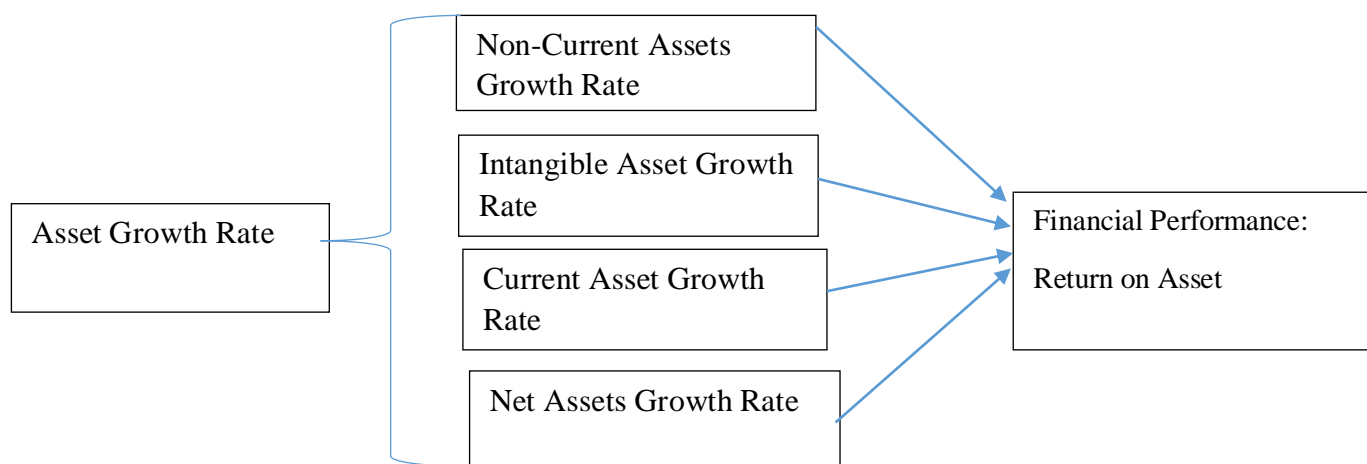 Asset Growth Rate
Non-Current Assets
Growth Rate
Intangible Asset Growth
Rate
Current Asset Growth
Rate
Net Assets Growth Rate
Financial Performance:
Return on Asset